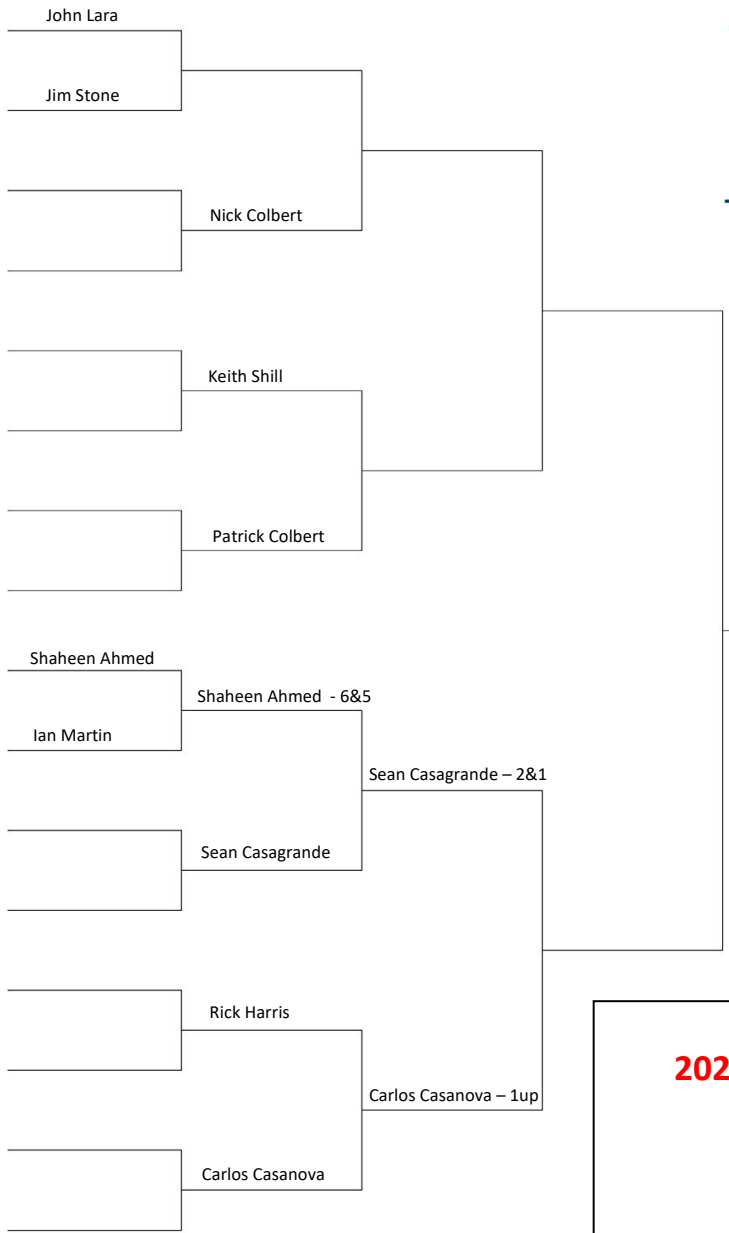 John Lara
Jim Stone
Nick Colbert
Keith Shill
Patrick Colbert
Shaheen Ahmed
Shaheen Ahmed - 6&5
Ian Martin
Sean Casagrande – 2&1
Sean Casagrande
Rick Harris
202
Carlos Casanova – 1up
Carlos Casanova